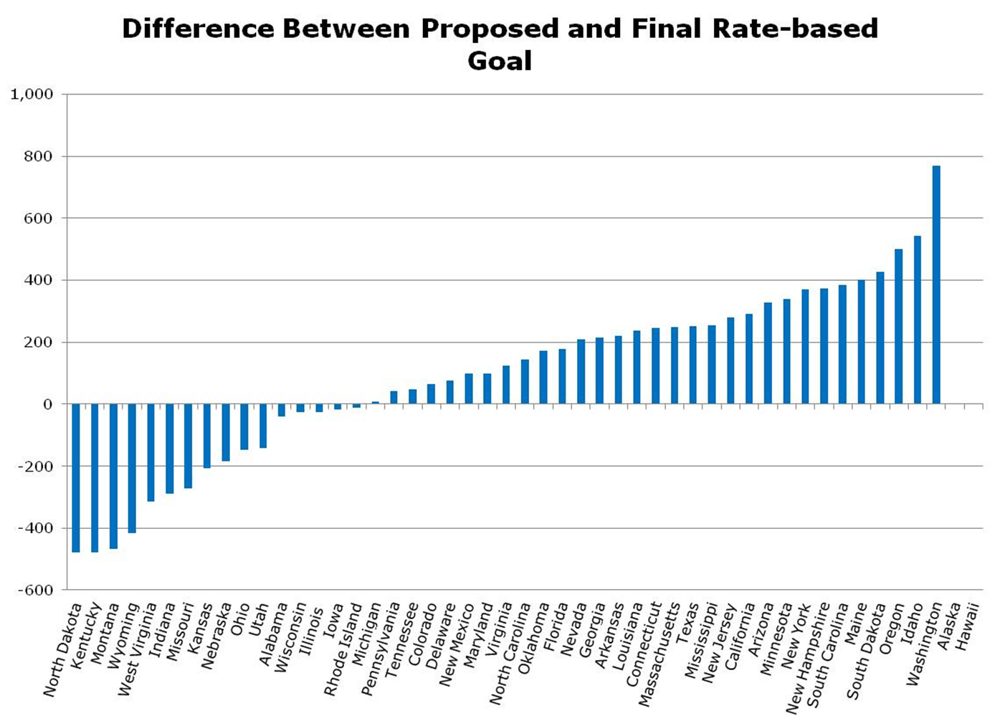 Difference Between Proposed and Final Rate-based
Goal
1,000
800
600
400
200
0
-200
-400
-600
North Dakota
Kentucky
Montana
Wyoming
West Virginia
Indiana
Missouri
Kansas
Nebraska
Ohio
Utah
Alabama
Wisconsin
Illinois
Iowa
Rhode Island
Michigan
Pennsylvania
Tennessee
Colorado
Delaware
New Mexico
Maryland
Virginia
North Carolina
Oklahoma
Florida
Nevada
Georgia
Arkansas
Louisiana
Connecticut
Massachusetts
Texas
Mississippi
New Jersey
California
Arizona
Minnesota
New York
New Hampshire
South Carolina
Maine
South Dakota
Oregon
Idaho
Washington
Alaska
Hawaii